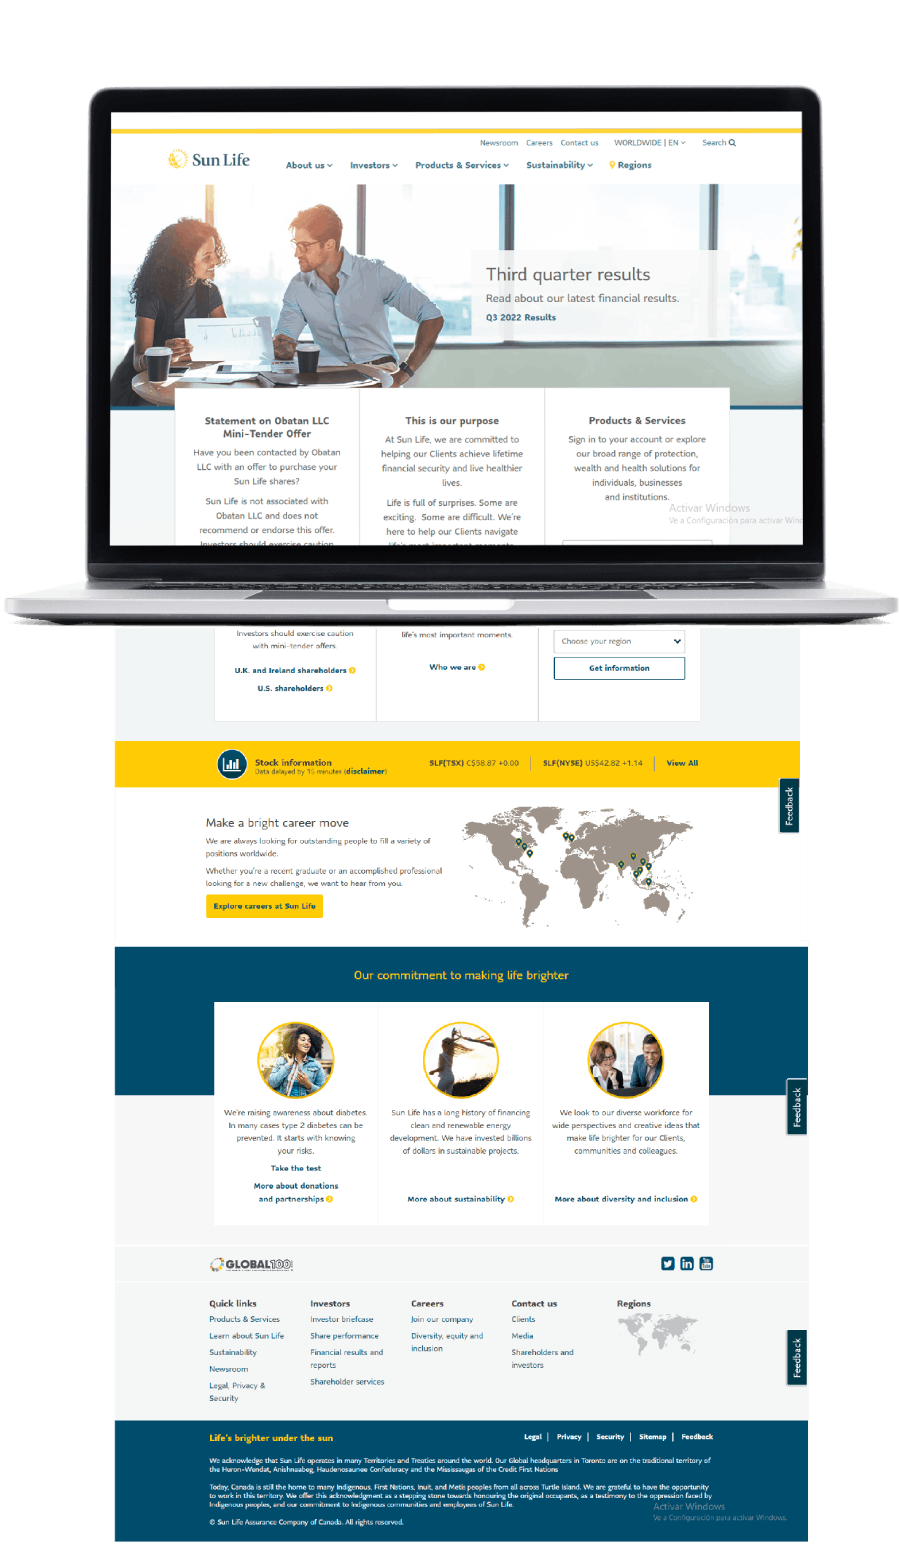 Newsroom Careers Contact us WORLDWIDE | EN Search
Sun Life
About us Investors Products & Services Sustainability Regions
Third quarter results
Read about our latest financial results.
Q3 2022 Results
Statement on Obatan LLC
Mini-Tender Offer
Have you been contacted by Obatan
LLC with an offer to purchase your
Sun Life shares?
Sun Life is not associated with
Obatan LLC and does not
recommend or endorse this offer.
Investors should exercise caution
This is our purpose
At Sun Life, we are committed to
helping our Clients achieve lifetime
financial security and live healthier
lives.
Life is full of surprises. Some are
exciting. Some are difficult. We're
here to help our Clients navigate
life's most important moments.
Products & Services
Sign in to your account or explore
our broad range of protection,
wealth and health solutions for
individuals, businesses
and institutions.
Activar Windows
Ve a Configuración para activar Win
Investors should exercise caution
with mini-tender offers.
U.K. and Ireland shareholders
U.S. shareholders
life's most important moments.
Who we are
Choose your region
Get information
Stock information
Data delayed by 15 minutes (disclaimer)
SLF(TSX) C$58.87 +0.00
SLF(NYSE) US$42.82 +1.14
View All
Feedback
Make a bright career move
We are always looking for outstanding people to fill a variety of
positions worldwide.
Whether you're a recent graduate or an accomplished professional
looking for a new challenge, we want to hear from you.
Explore careers at Sun Life
Our commitment to making life brighter
We're raising awareness about diabetes.
In many cases type 2 diabetes can be
prevented. It starts with knowing
your risks.
Take the test
More about donations
and partnerships
Sun Life has a long history of financing
clean and renewable energy
development. We have invested billions
of dollars in sustainable projects.
More about sustainability
We look to our diverse workforce for
wide perspectives and creative ideas that
make life brighter for our Clients,
communities and colleagues.
More about diversity and inclusion
Feedback
GLOBAL100
Quick links
Products & Services
Learn about Sun Life
Sustainability
Newsroom
Legal, Privacy &
Security
Investors
Investor briefcase
Share performance
Financial results and
reports
Shareholder services
Careers
Join our company
Diversity, equity and
inclusion
Contact us
Clients
Media
Shareholders and
investors
Regions
Feedback
Life's brighter under the sun
Legal | Privacy | Security | Sitemap | Feedback
We acknowledge that Sun Life operates in many Territories and Treaties around the world. Our Global headquarters in Toronto are on the traditional territory of
the Huron-Wendat, Anishnaabeg, Haudenosaunee Confederacy and the Mississaugas of the Credit First Nations
Today, Canada is still the home to many Indigenous, First Nations, Inuit, and Metis peoples from all across Turtle Island. We are grateful to have the opportunity
to work in this territory. We offer this acknowledgment as a stepping stone towards honouring the original occupants, as a testimony to the oppression faced by
Indigenous peoples, and our commitment to Indigenous communities and employees of Sun Life.
© Sun Life Assurance Company of Canada. All rights reserved.
Activar Windows
Ve a Configuración para activar Windows.